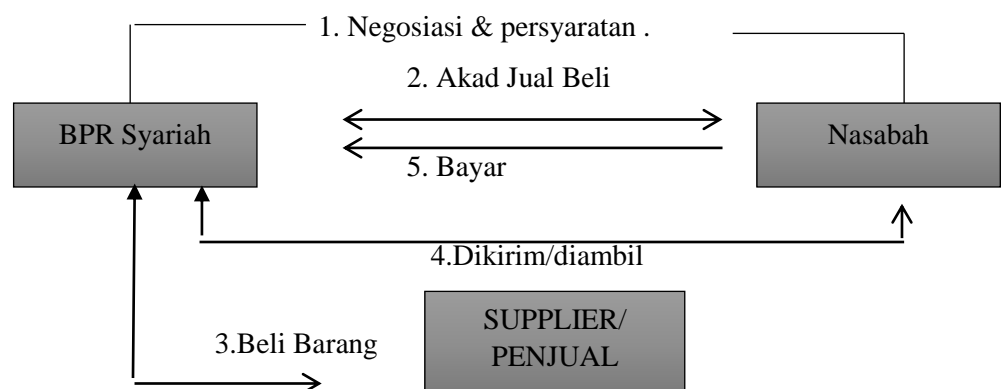 1. Negosiasi & persyaratan .
2. Akad Jual Beli
BPR Syariah
Nasabah
5. Bayar
4.Dikirim/diambil
SUPPLIER/
PENJUAL
3.Beli Barang